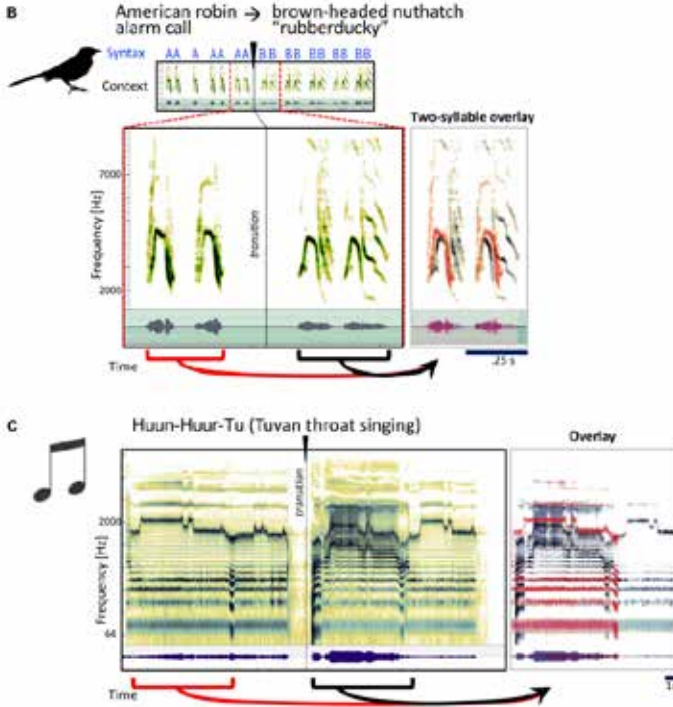 B
American robin → brown-headed nuthatch
alarm call "rubberducky"
Syntax AA A AA AA BB BB BB BB BB
Context
Two-syllable overlay
Frequency [Hz]
7000
transition
2000
.25 s
Time
C
Huun-Huur-Tu (Tuvan throat singing)
Overlay
transition
Frequency [Hz]
2000
64
Time